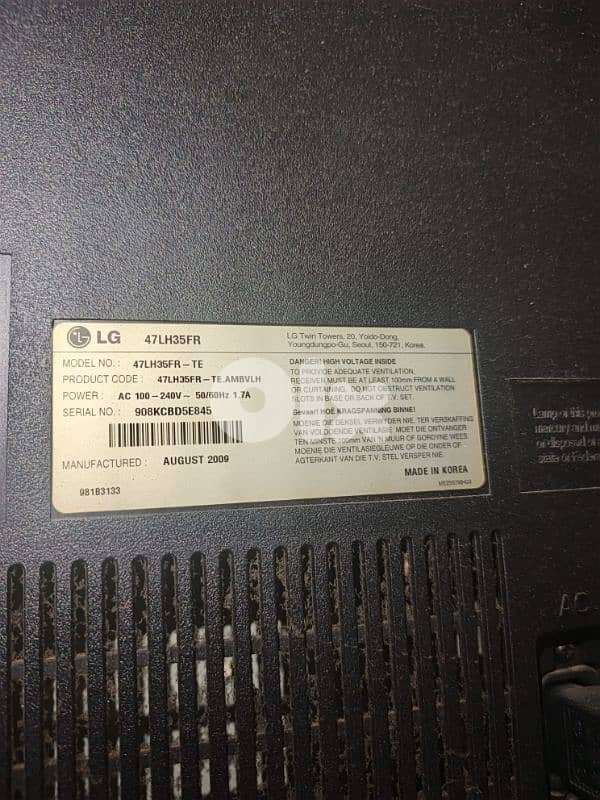 LG 47LH35FR
MODEL NO. : 47LH35FR-TE
PRODUCT CODE : 47LH35FR-TE.AMBVLH
POWER : AC 100-240V~ 50/60Hz 1.7A
SERIAL NO. : 908KCBD5E845
MANUFACTURED : AUGUST 2009
981B3133
LG Twin Towers, 20, Yoido-Dong,
Youngdungpo-Gu, Seoul, 150-721, Korea.
DANGER! HIGH VOLTAGE INSIDE
TO PROVIDE ADEQUATE VENTILATION,
RECEIVER MUST BE AT LEAST 100mm FROM A WALL
OR CURTAINING. DO NOT OBSTRUCT VENTILATION
SLOTS IN BASE OR BACK OF T.V. SET.
Gevaar! HOË KRAGSPANNING BINNE!
MOENIE DIE DEKSEL VERWYDER NIE, TER VERSKAFFING
VAN VOLDOENDE VENTILASIE, MOET DIE ONTVANGER
TEN MINSTE 100mm VAN 'N MUUR OF GORDYNE WEES.
MOENIE DIE VENTILASIEGLEUWE OP DIE ONDER OF
AGTERKANT VAN DIE T.V. STEL VERSPER NIE.
MADE IN KOREA
AC